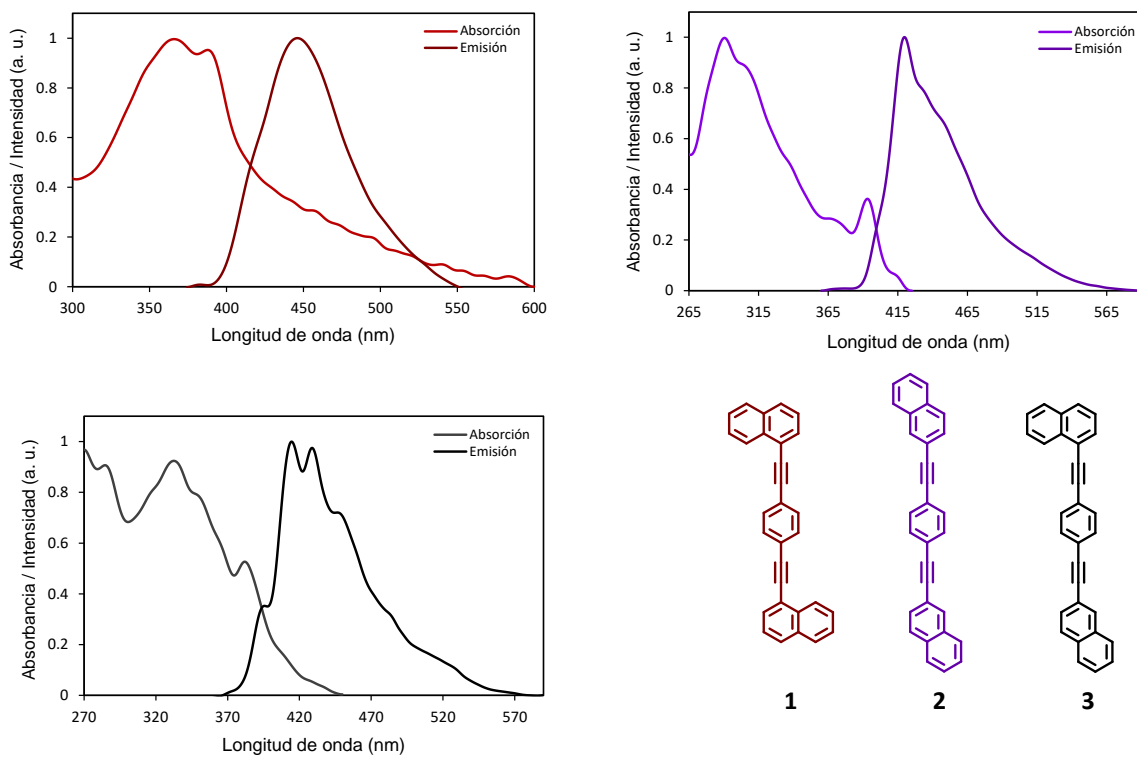 Absorbancia / Intensidad (a. u.)
1
0.8
0.6
0.4
0.2
0
300 350 400 450 500 550 600
Longitud de onda (nm)
Absorción
Emisión
Absorbancia / Intensidad (a. u.)
1
0.8
0.6
0.4
0.2
0
265 315 365 415 465 515 565
Longitud de onda (nm)
Absorción
Emisión
Absorbancia / Intensidad (a. u.)
1
0.8
0.6
0.4
0.2
0
270 320 370 420 470 520 570
Longitud de onda (nm)
Absorción
Emisión
1 2 3